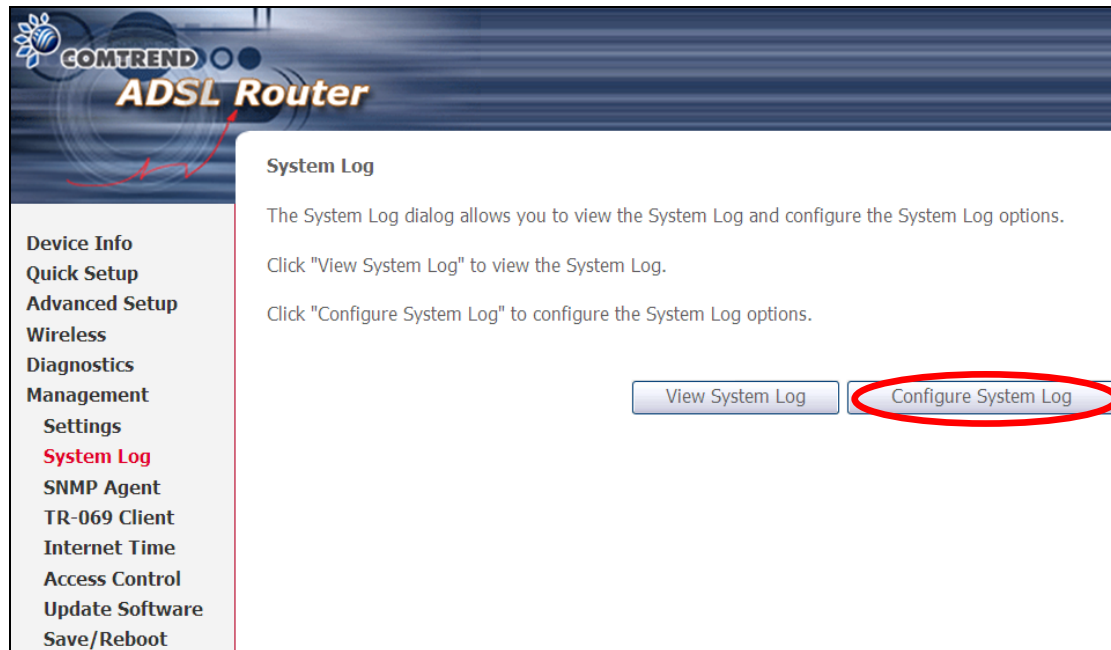 COMTREND
ADSL Router
System Log
The System Log dialog allows you to view the System Log and configure the System Log options.
Click "View System Log" to view the System Log.
Click "Configure System Log" to configure the System Log options.
View System Log
Configure System Log
Device Info
Quick Setup
Advanced Setup
Wireless
Diagnostics
Management
Settings
System Log
SNMP Agent
TR-069 Client
Internet Time
Access Control
Update Software
Save/Reboot